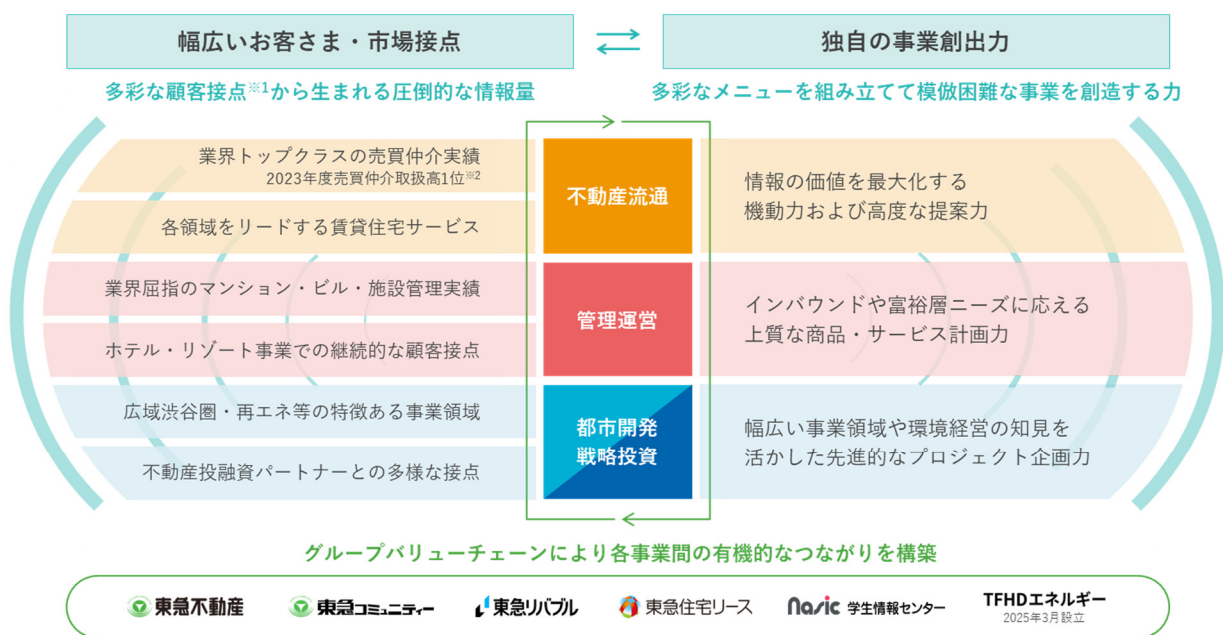 幅広いお客さま・市場接点
独自の事業創出力
多彩な顧客接点※1から生まれる圧倒的な情報量
多彩なメニューを組み立てて模倣困難な事業を創造する力
業界トップクラスの売買仲介実績
2023年度売買仲介取扱高1位※2
各領域をリードする賃貸住宅サービス
不動産流通
情報の価値を最大化する
機動力および高度な提案力
業界屈指のマンション・ビル・施設管理実績
ホテル・リゾート事業での継続的な顧客接点
管理運営
インバウンドや富裕層ニーズに応える
上質な商品・サービス計画力
広域渋谷圏・再エネ等の特徴ある事業領域
不動産投融資パートナーとの多様な接点
都市開発
戦略投資
幅広い事業領域や環境経営の知見を
活かした先進的なプロジェクト企画力
グループバリューチェーンにより各事業間の有機的なつながりを構築
東急不動産
東急コミュニティー
東急リバブル
東急住宅リース
nasic 学生情報センター
TFHDエネルギー
2025年3月設立